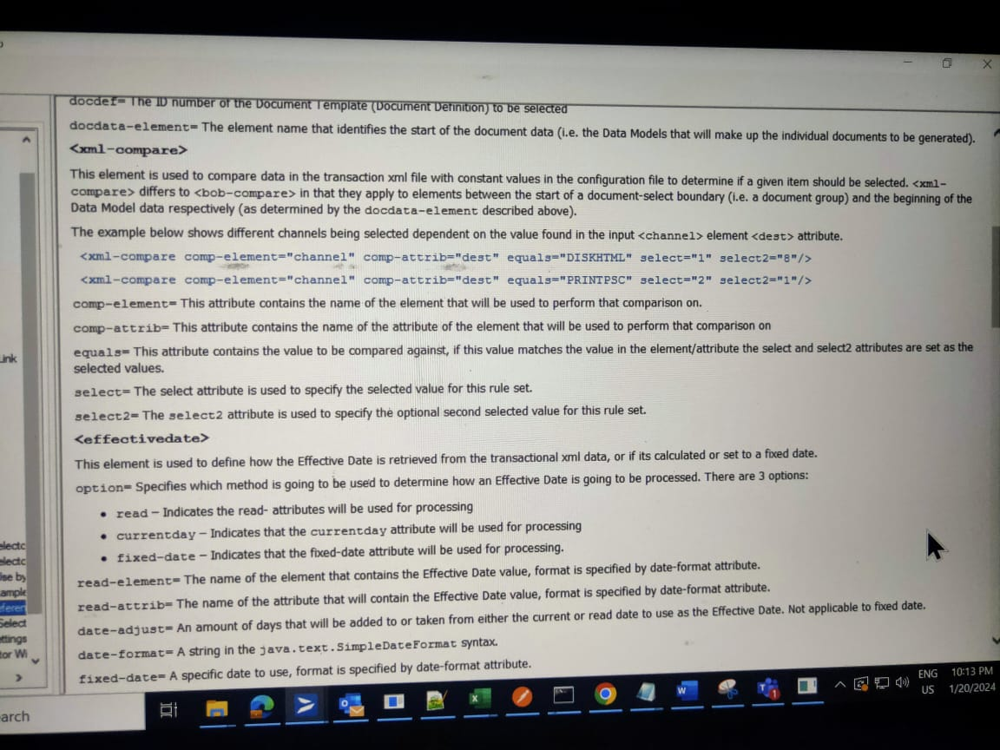 docdef= The ID number of the Document Template (Document Definition) to be selected
docdata-element= The element name that identifies the start of the document data (i.e. the Data Models that will make up the individual documents to be generated).
<xml-compare>
This element is used to compare data in the transaction xml file with constant values in the configuration file to determine if a given item should be selected. <xml-
compare> differs to <bob-compare> in that they apply to elements between the start of a document-select boundary (i.e. a document group) and the beginning of the
Data Model data respectively (as determined by the docdata-element described above).
The example below shows different channels being selected dependent on the value found in the input <channel> element <dest> attribute.
<xml-compare comp-element="channel" comp-attrib="dest" equals="DISKHTML" select="1" select2="8"/>
<xml-compare comp-element="channel" comp-attrib="dest" equals="PRINTPSC" select="2" select2="1"/>
comp-element= This attribute contains the name of the element that will be used to perform that comparison on.
comp-attrib= This attribute contains the name of the attribute of the element that will be used to perform that comparison on
equals= This attribute contains the value to be compared against, if this value matches the value in the element/attribute the select and select2 attributes are set as the
selected values.
select= The select attribute is used to specify the selected value for this rule set.
select2= The select2 attribute is used to specify the optional second selected value for this rule set.
<effectivedate>
This element is used to define how the Effective Date is retrieved from the transactional xml data, or if its calculated or set to a fixed date.
option= Specifies which method is going to be used to determine how an Effective Date is going to be processed. There are 3 options:
• read – Indicates the read- attributes will be used for processing
• currentday – Indicates that the currentday attribute will be used for processing
• fixed-date – Indicates that the fixed-date attribute will be used for processing.
read-element= The name of the element that contains the Effective Date value, format is specified by date-format attribute.
read-attrib= The name of the attribute that will contain the Effective Date value, format is specified by date-format attribute.
date-adjust= An amount of days that will be added to or taken from either the current or read date to use as the Effective Date. Not applicable to fixed date.
date-format= A string in the java.text.SimpleDateFormat syntax.
fixed-date= A specific date to use, format is specified by date-format attribute.
electc
electc
ample
Select
ttings
tor Wi
earch
ENG
US
10:13 PM
1/20/2024